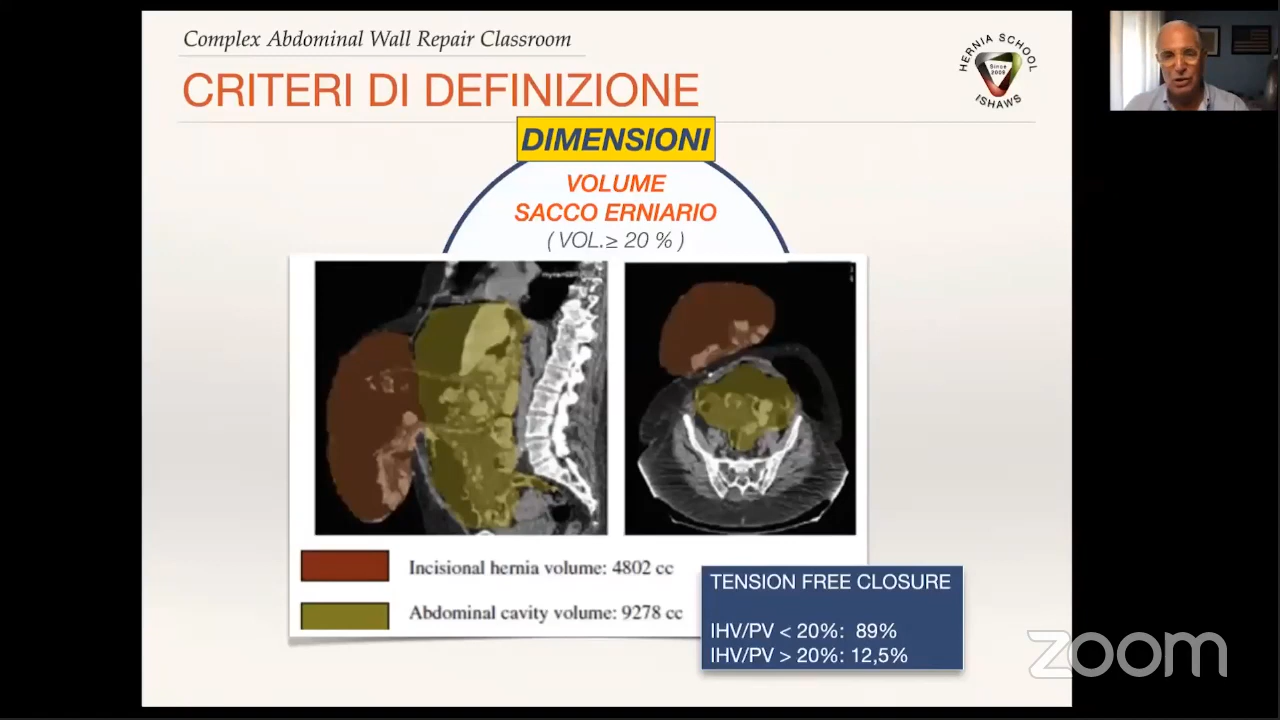 Complex Abdominal Wall Repair Classroom
CRITERI DI DEFINIZIONE
HERNIA SCHOOL
Since
2009
ISHAWS
DIMENSIONI
VOLUME
SACCO ERNIARIO
( VOL.≥ 20 % )
Incisional hernia volume: 4802 cc
Abdominal cavity volume: 9278 cc
TENSION FREE CLOSURE
IHV/PV < 20%: 89%
IHV/PV > 20%: 12,5%
zoom